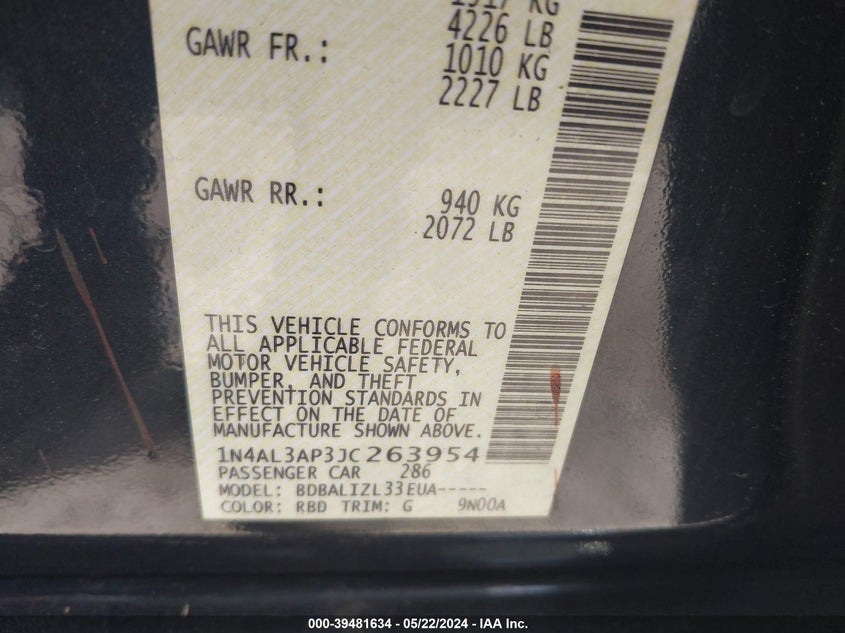 4226 LB
GAWR FR.: 1010 KG
2227 LB
GAWR RR.: 940 KG
2072 LB
THIS VEHICLE CONFORMS TO
ALL APPLICABLE FEDERAL
MOTOR VEHICLE SAFETY,
BUMPER, AND THEFT
PREVENTION STANDARDS IN
EFFECT ON THE DATE OF
MANUFACTURE SHOWN ABOVE.
1N4AL3AP3JC263954
PASSENGER CAR 286
MODEL: BDBALIZL33EUA-----
COLOR: RBD TRIM: G 9N00A
000-39481634 - 05/22/2024 - IAA Inc.